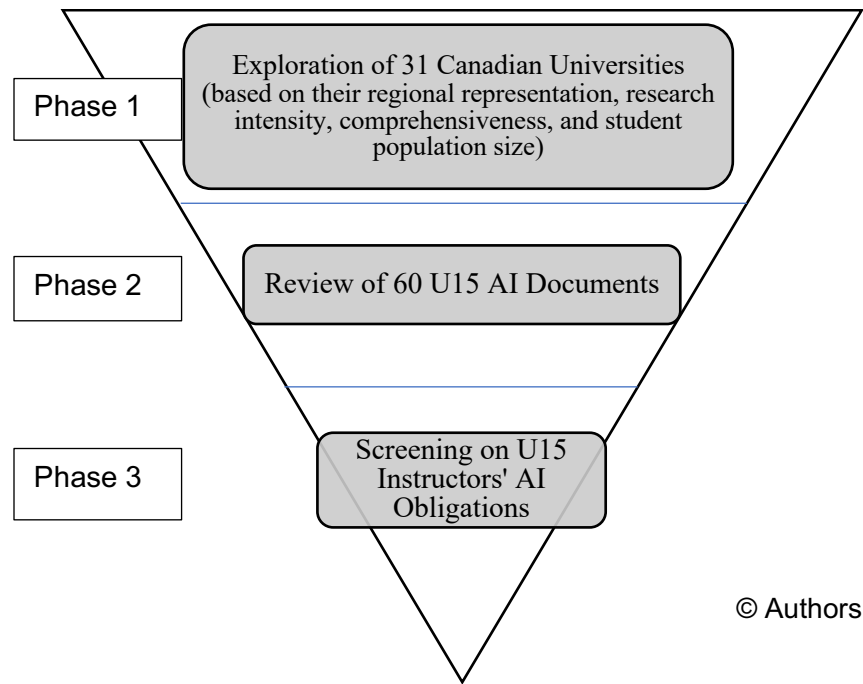 Phase 1
Exploration of 31 Canadian Universities
(based on their regional representation, research
intensity, comprehensiveness, and student
population size)
Phase 2
Review of 60 U15 AI Documents
Phase 3
Screening on U15
Instructors' AI
Obligations
© Authors